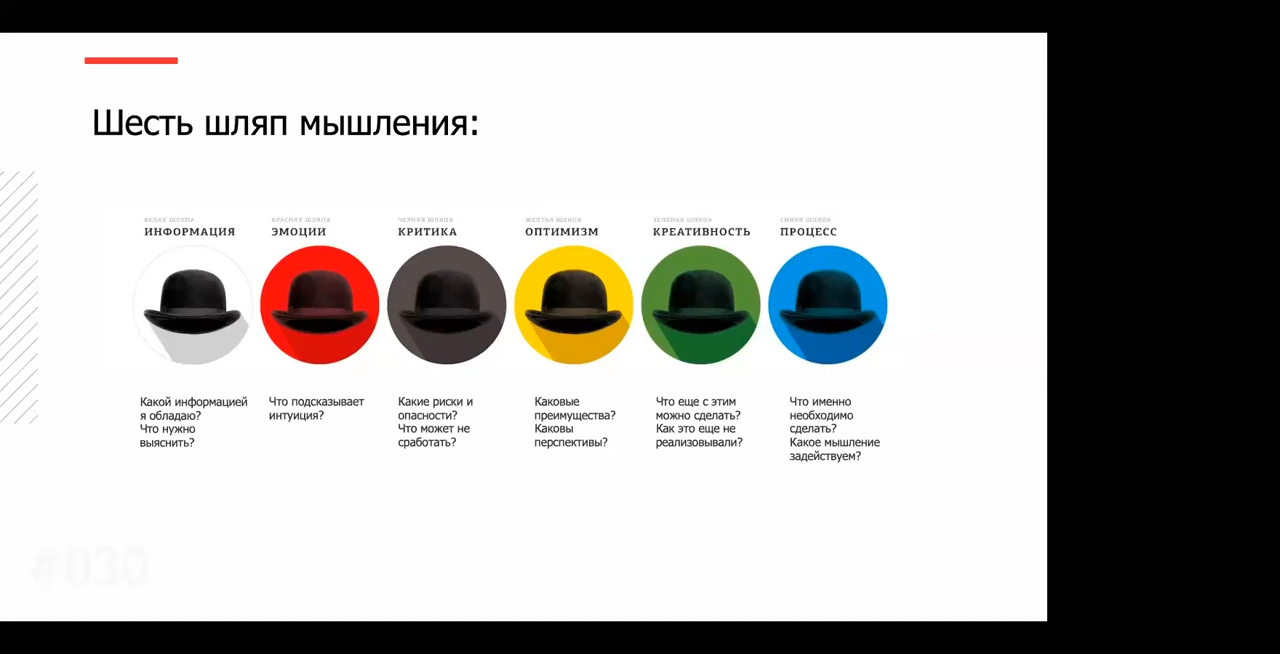 Шесть шляп мышления:
БЕЛАЯ ШЛЯПА
ИНФОРМАЦИЯ
Какой информацией
я обладаю?
Что нужно
выяснить?
КРАСНАЯ ШЛЯПА
ЭМОЦИИ
Что подсказывает
интуиция?
ЧЕРНАЯ ШЛЯПА
КРИТИКА
Какие риски и
опасности?
Что может не
сработать?
ЖЕЛТАЯ ШЛЯПА
ОПТИМИЗМ
Каковые
преимущества?
Каковы
перспективы?
ЗЕЛЕНАЯ ШЛЯПА
КРЕАТИВНОСТЬ
Что еще с этим
можно сделать?
Как это еще не
реализовывали?
СИНЯЯ ШЛЯПА
ПРОЦЕСС
Что именно
необходимо
сделать?
Какое мышление
задействуем?
#030